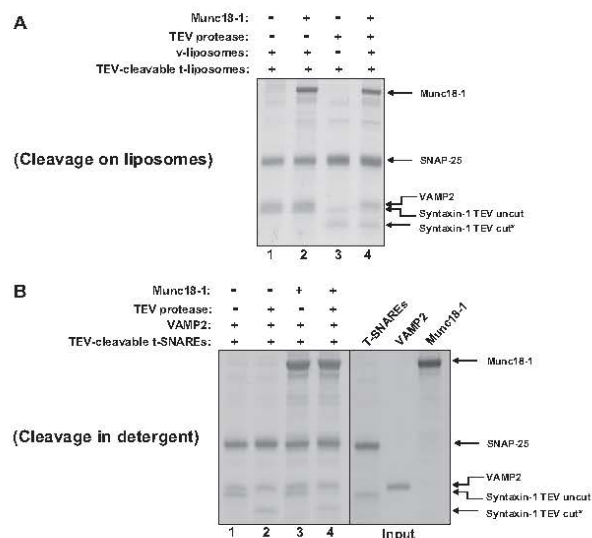 A
Munc18-1: - + - +
TEV protease: - - + +
v-liposomes: + + - +
TEV-cleavable t-liposomes: + + + +
Munc18-1
(Cleavage on liposomes)
SNAP-25
VAMP2
Syntaxin-1 TEV uncut
Syntaxin-1 TEV cut*
1 2 3 4
B
Munc18-1: - - + +
TEV protease: - + - +
VAMP2: + + + +
TEV-cleavable t-SNAREs: + + + +
T-SNAREs VAMP2 Munc18-1
Munc18-1
(Cleavage in detergent)
SNAP-25
VAMP2
Syntaxin-1 TEV uncut
Syntaxin-1 TEV cut*
1 2 3 4 Input